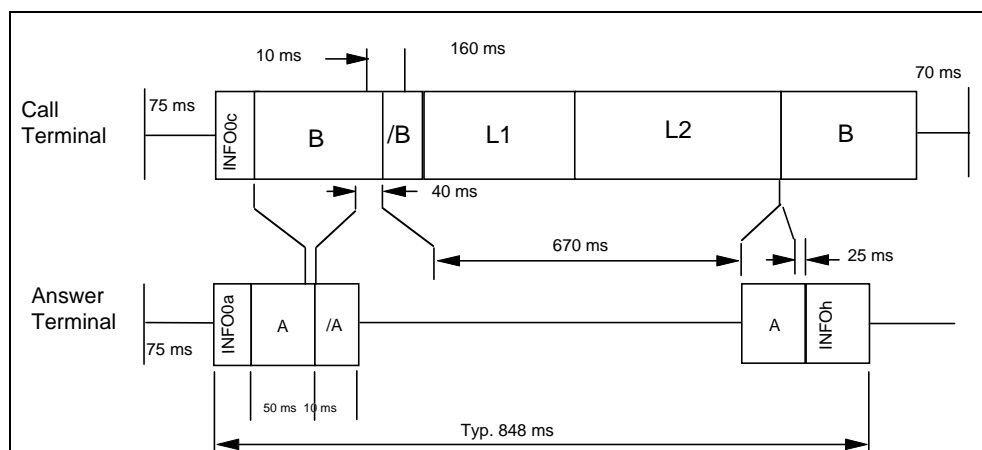 10 ms
160 ms
70 ms
75 ms
Call
Terminal
INFO0c
B
/B
L1
L2
B
40 ms
670 ms
25 ms
Answer
Terminal
75 ms
INFO0a
A
/A
A
INFOh
50 ms
10 ms
Typ. 848 ms